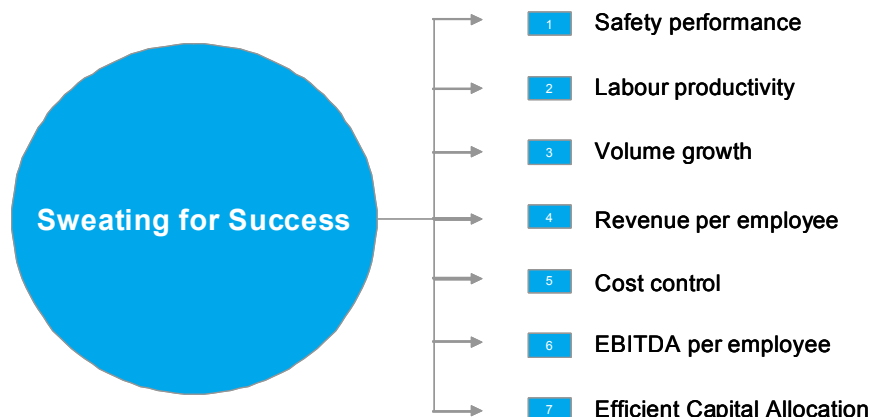 Sweating for Success
1 Safety performance
2 Labour productivity
3 Volume growth
4 Revenue per employee
5 Cost control
6 EBITDA per employee
7 Efficient Capital Allocation